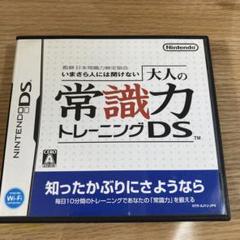 Nintendo
NINTENDO DS
監修 日本常識力検定協会
いまさら人には聞けない
大人の
常識力
トレーニングDS
TM
CERO
A
知ったかぶりにさようなら
毎日10分間のトレーニングであなたの「常識力」を鍛える
Wi-Fi